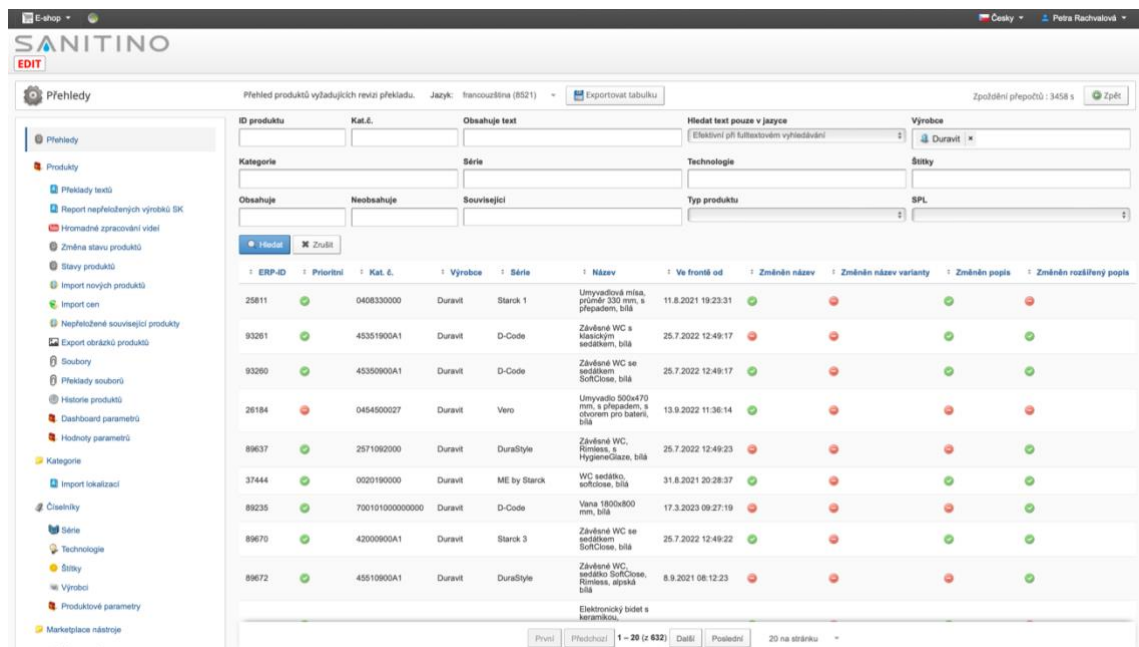 E-shop
Česky
Petra Rachvalová
SANITINO
EDIT
Přehledy
Přehled produktů vyžadujících revizi překladu.
Jazyk: francouzština (8521)
Exportovat tabulku
Zpoždění přepočtů : 3458 s
Zpět
Přehledy
Produkty
Překlady textů
Report nepřeložených výrobků SK
Hromadné zpracování videí
Změna stavu produktů
Stavy produktů
Import nových produktů
Import cen
Nepřeložené související produkty
Export obrázků produktů
Soubory
Překlady souborů
Historie produktů
Dashboard parametrů
Hodnoty parametrů
Kategorie
Import lokalizací
Číselníky
Série
Technologie
Štítky
Výrobci
Produktové parametry
Marketplace nástroje
ID produktu Kat.č. Obsahuje text Hledat text pouze v jazyce Výrobce
Efektivní při fulltextovém vyhledávání
Duravit ×
Kategorie Série Technologie Štítky
Obsahuje Neobsahuje Související Typ produktu SPL
Hledat Zrušit
ERP-ID Prioritní Kat. č. Výrobce Série Název Ve frontě od Změněn název Změněn název varianty Změněn popis Změněn rozšířený popis
25811 0408330000 Duravit Starck 1 Umyvadlová mísa, průměr 330 mm, s přepadem, bílá 11.8.2021 19:23:31
93261 45351900A1 Duravit D-Code Závěsné WC s klasickým sedátkem, bílá 25.7.2022 12:49:17
93260 45350900A1 Duravit D-Code Závěsné WC se sedátkem SoftClose, bílá 25.7.2022 12:49:17
26184 0454500027 Duravit Vero Umyvadlo 500x470 mm, s přepadem, s otvorem pro baterii, bílá 13.9.2022 11:36:14
89637 2571092000 Duravit DuraStyle Závěsné WC, Rimless, s HygieneGlaze, bílá 25.7.2022 12:49:23
37444 0020190000 Duravit ME by Starck WC sedátko, softclose, bílá 31.8.2021 20:28:37
89235 700101000000000 Duravit D-Code Vana 1800x800 mm, bílá 17.3.2023 09:27:19
89670 42000900A1 Duravit Starck 3 Závěsné WC se sedátkem SoftClose, bílá 25.7.2022 12:49:22
89672 45510900A1 Duravit DuraStyle Závěsné WC, sedátko SoftClose, Rimless, alpská bílá 8.9.2021 08:12:23
Elektronický bidet s keramikou,
První Předchozí 1 – 20 (z 632) Další Poslední 20 na stránku